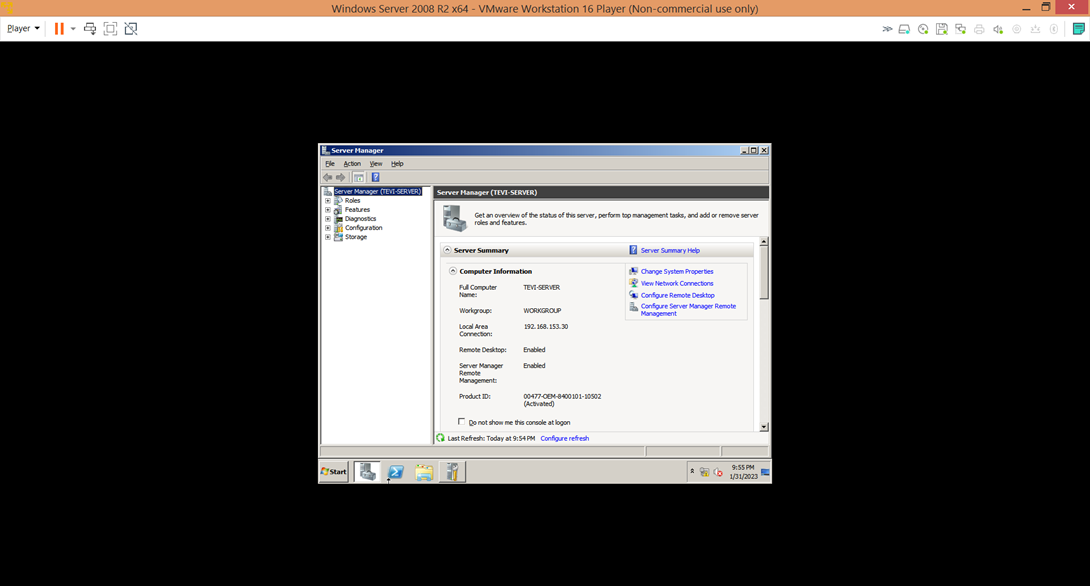 Windows Server 2008 R2 x64 - VMware Workstation 16 Player (Non-commercial use only)
Player
Server Manager
File Action View Help
Server Manager (TEVI-SERVER)
Roles
Features
Diagnostics
Configuration
Storage
Server Manager (TEVI-SERVER)
Get an overview of the status of this server, perform top management tasks, and add or remove server
roles and features.
Server Summary
Server Summary Help
Computer Information
Full Computer
Name:
TEVI-SERVER
Workgroup:
WORKGROUP
Local Area
Connection:
192.168.153.30
Remote Desktop:
Enabled
Server Manager
Remote
Management:
Enabled
Product ID:
00477-OEM-8400101-10502
(Activated)
Change System Properties
View Network Connections
Configure Remote Desktop
Configure Server Manager Remote
Management
Do not show me this console at logon
Last Refresh: Today at 9:54 PM Configure refresh
Start
9:55 PM
1/31/2023